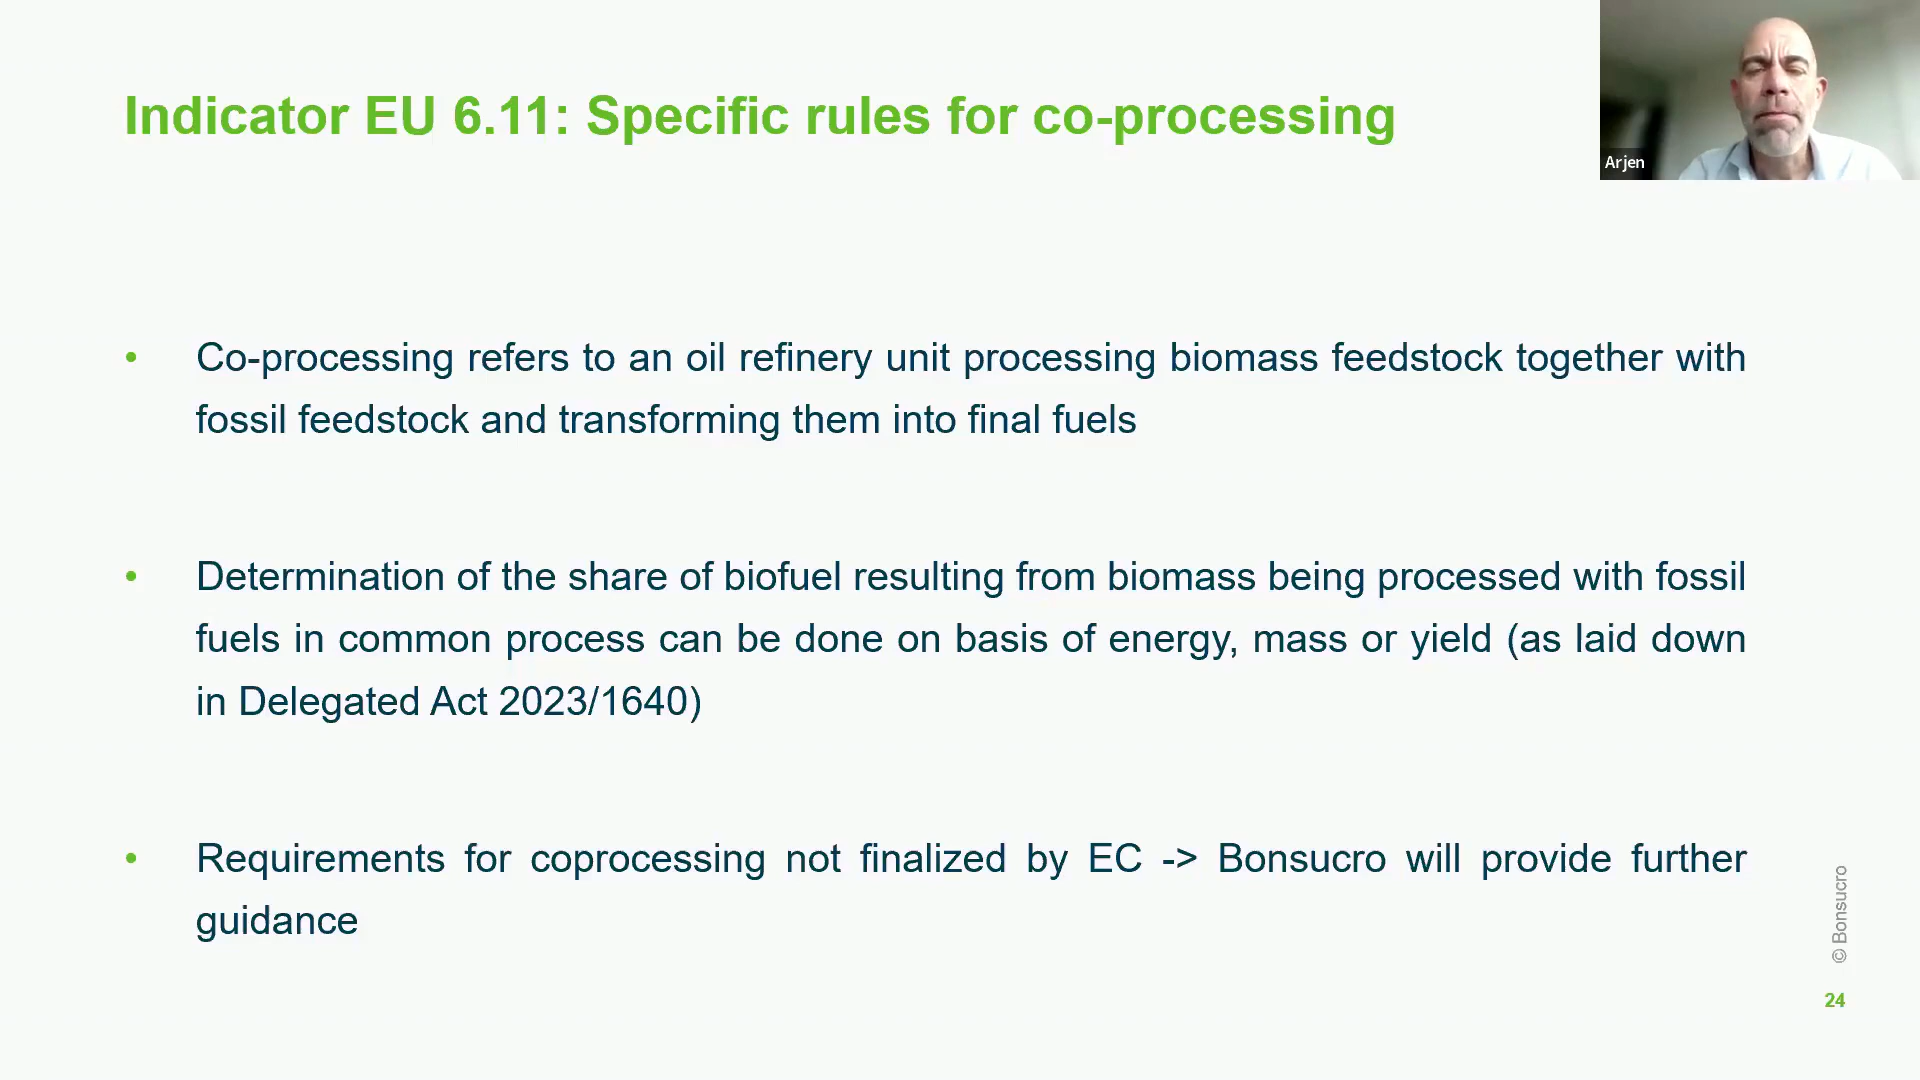 Indicator EU 6.11: Specific rules for co-processing
Arjen
• Co-processing refers to an oil refinery unit processing biomass feedstock together with
fossil feedstock and transforming them into final fuels
• Determination of the share of biofuel resulting from biomass being processed with fossil
fuels in common process can be done on basis of energy, mass or yield (as laid down
in Delegated Act 2023/1640)
• Requirements for coprocessing not finalized by EC -> Bonsucro will provide further
guidance
© Bonsucro
24